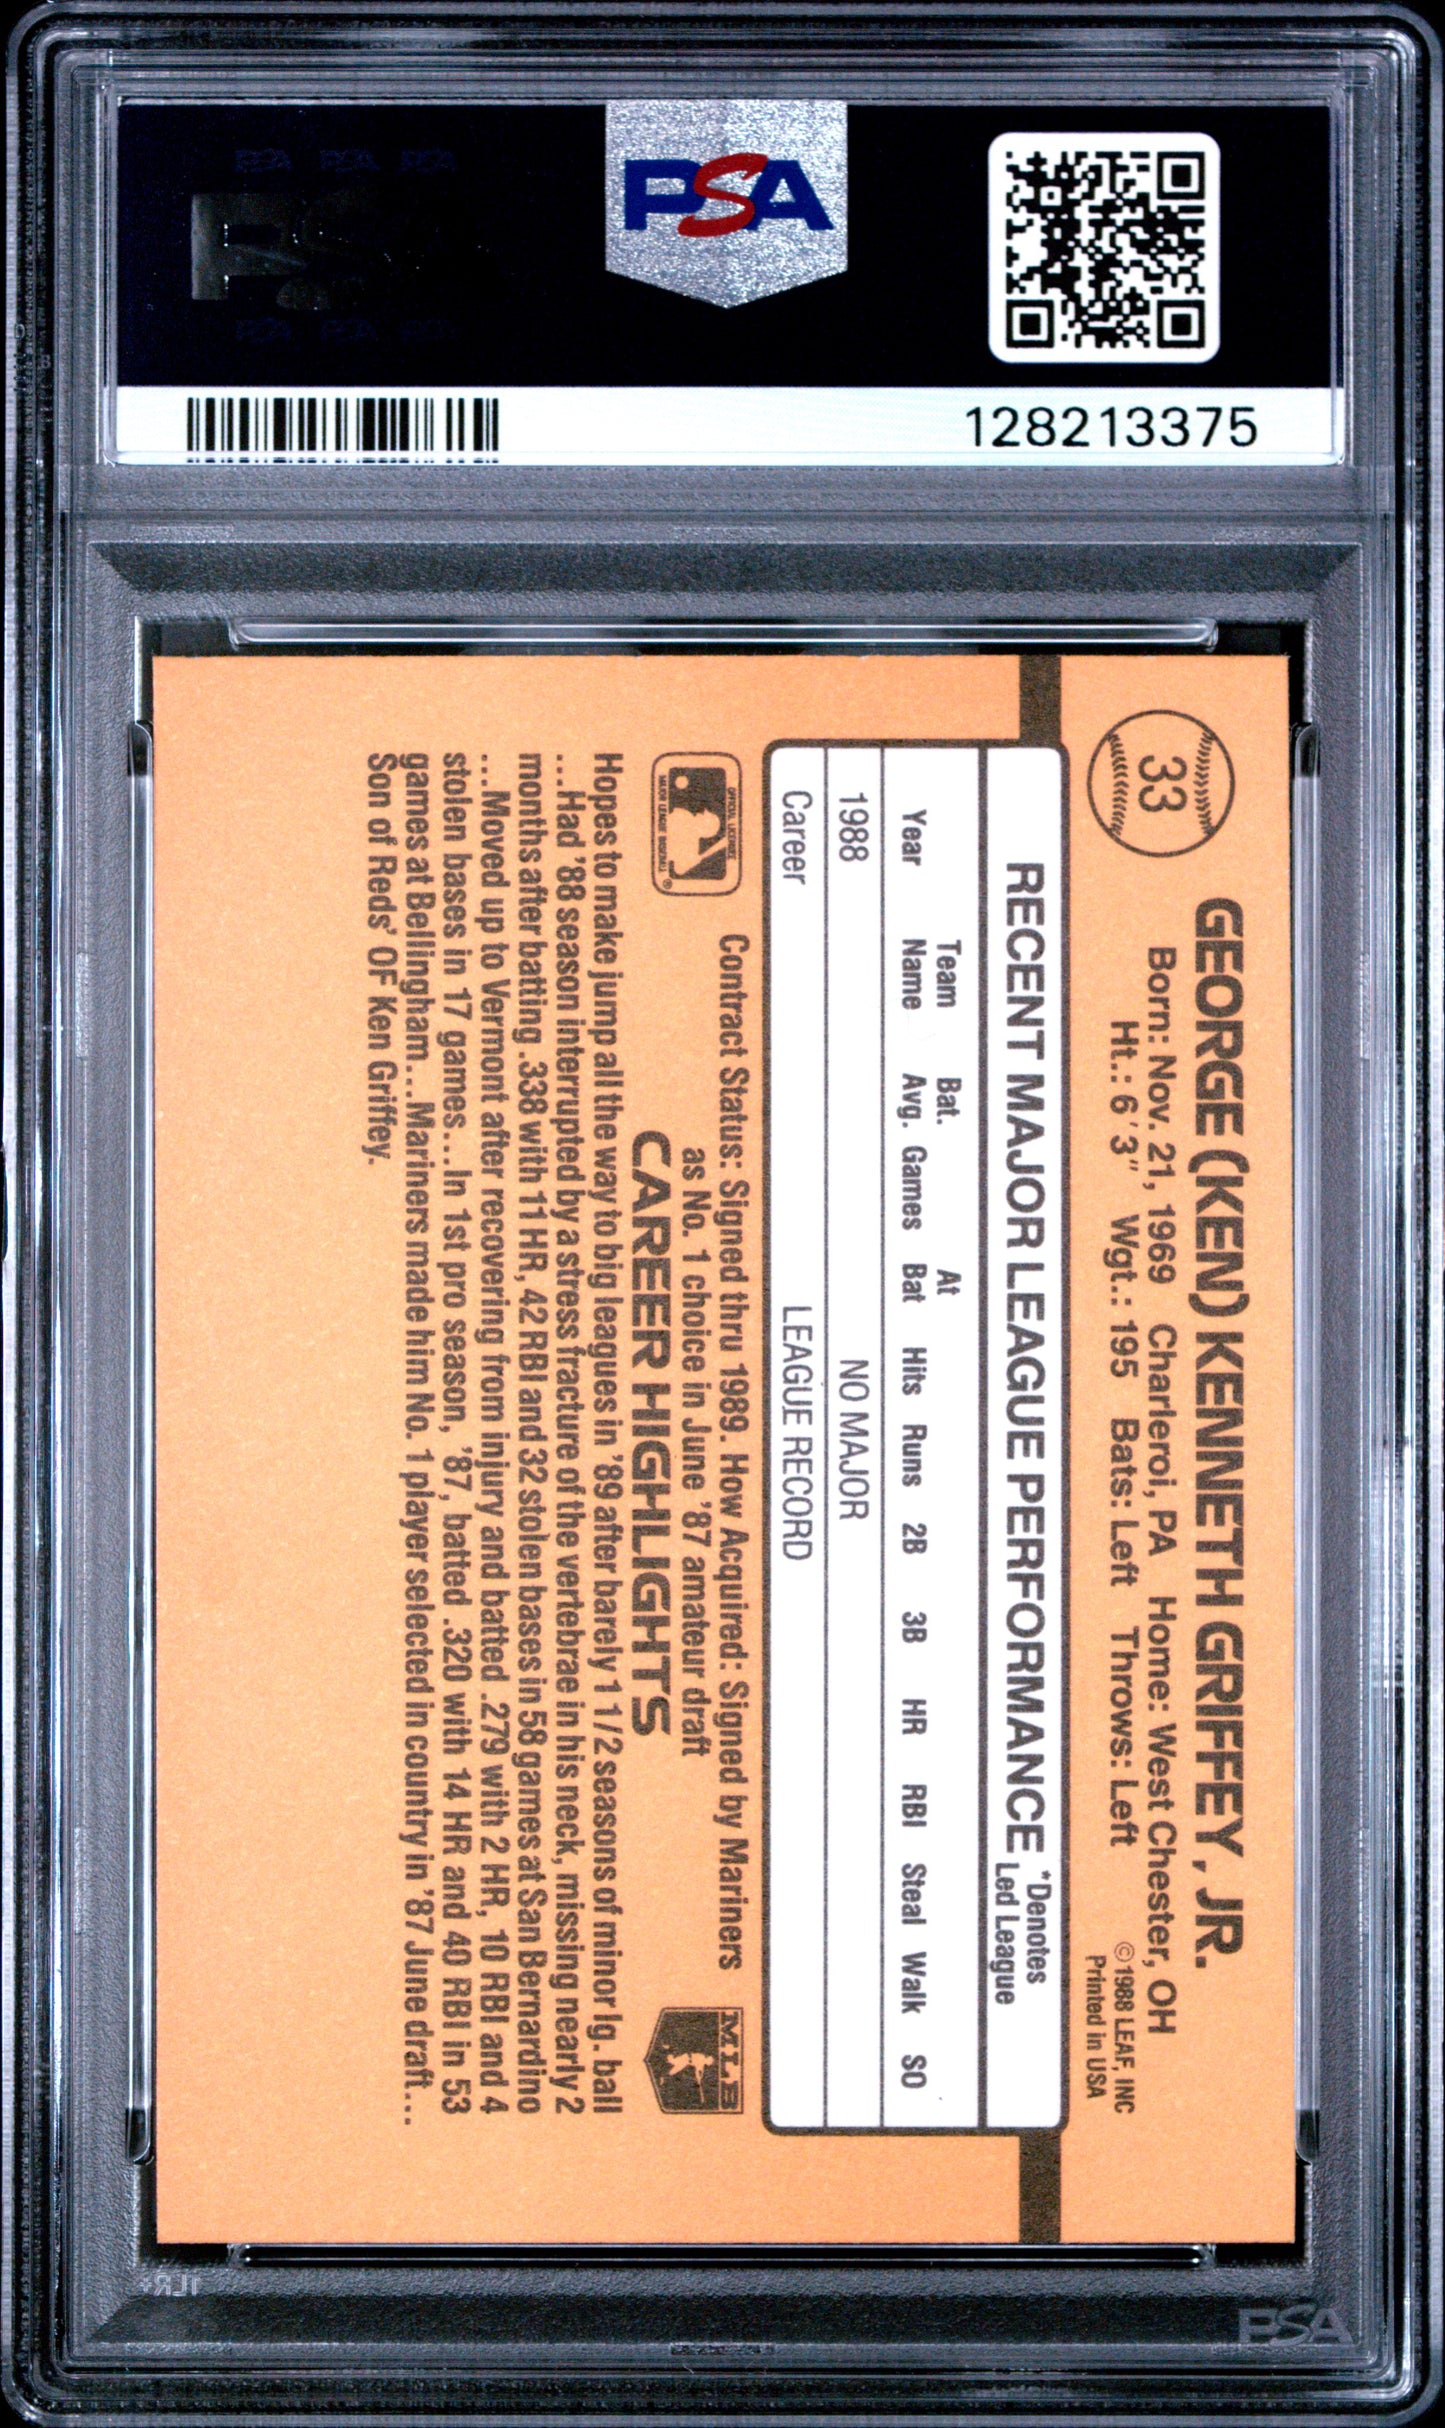 PSA
128213375
33
GEORGE (KEN) KENNETH GRIFFEY, JR.
Born: Nov. 21, 1969 Charleroi, PA Home: West Chester, OH
Ht.: 6'3" Wgt.: 195 Bats: Left Throws: Left
© 1988 LEAF, INC
Printed in USA
RECENT MAJOR LEAGUE PERFORMANCE *Denotes Led League
Year Team Name Bat. Avg. Games At Bat Hits Runs 2B 3B HR RBI Steal Walk SO
1988 NO MAJOR
Career LEAGUE RECORD
OFFICIAL LICENSEE
MAJOR LEAGUE BASEBALL ®
Contract Status: Signed thru 1989. How Acquired: Signed by Mariners
as No. 1 choice in June '87 amateur draft
MLB
CAREER HIGHLIGHTS
Hopes to make jump all the way to big leagues in '89 after barely 1 1/2 seasons of minor lg. ball
...Had '88 season interrupted by a stress fracture of the vertebrae in his neck, missing nearly 2
months after batting .338 with 11 HR, 42 RBI and 32 stolen bases in 58 games at San Bernardino
...Moved up to Vermont after recovering from injury and batted .279 with 2 HR, 10 RBI and 4
stolen bases in 17 games...In 1st pro season, '87, batted .320 with 14 HR and 40 RBI in 53
games at Bellingham...Mariners made him No. 1 player selected in country in '87 June draft...
Son of Reds' OF Ken Griffey.
PSA